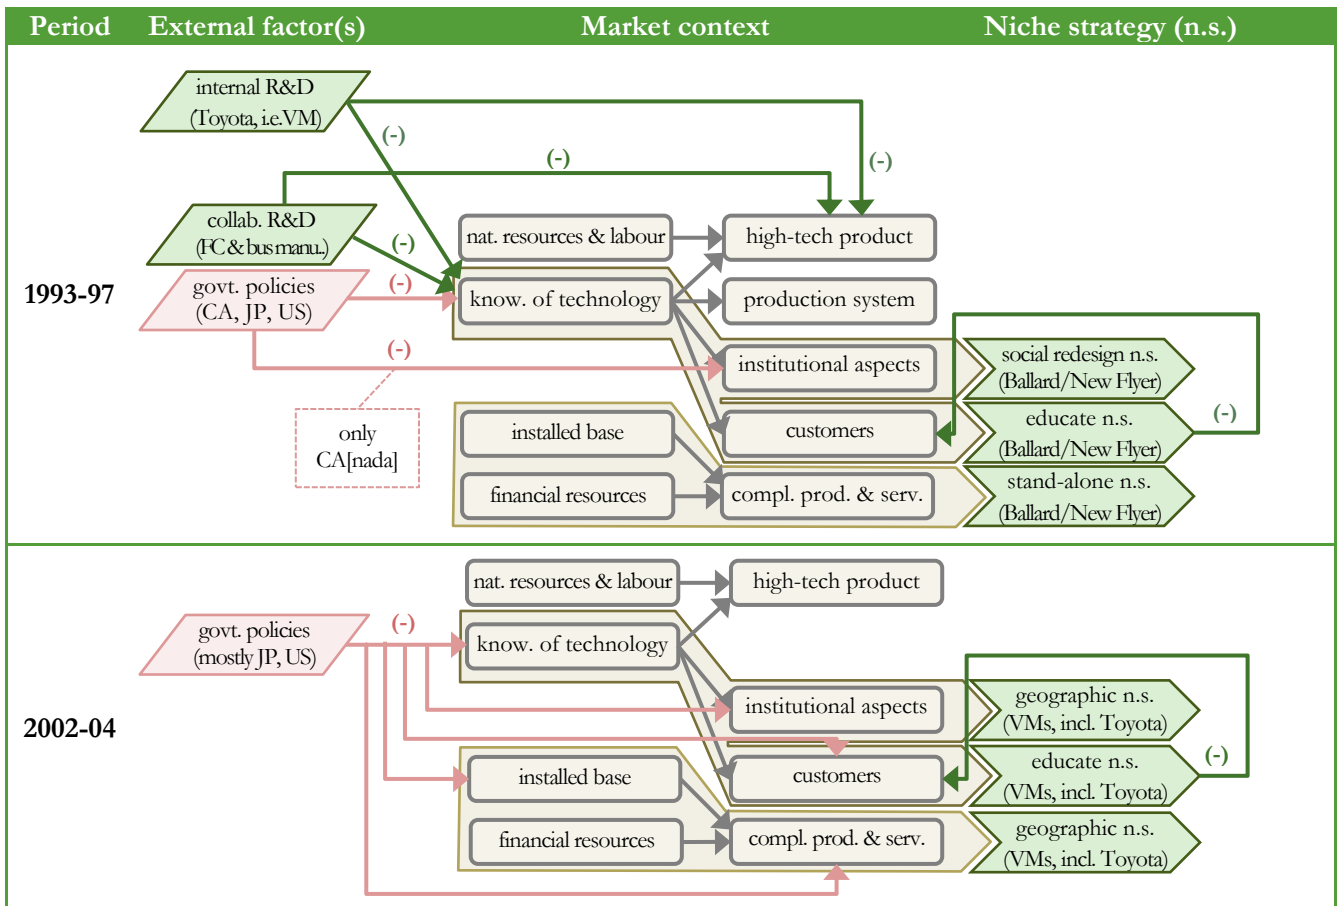 Period External factor(s) Market context Niche strategy (n.s.)
1993-97
internal R&D
(Toyota, i.e.VM)
(-)
(-)
(-)
collab. R&D
(FC & bus manu..)
(-)
govt. policies
(CA, JP, US)
(-)
(-)
only
CA[nada]
nat. resources & labour
high-tech product
know. of technology
production system
institutional aspects
installed base
customers
financial resources
compl. prod. & serv.
social redesign n.s.
(Ballard/New Flyer)
educate n.s.
(Ballard/New Flyer)
(-)
stand-alone n.s.
(Ballard/New Flyer)
2002-04
govt. policies
(mostly JP, US)
(-)
nat. resources & labour
high-tech product
know. of technology
institutional aspects
installed base
customers
financial resources
compl. prod. & serv.
geographic n.s.
(VMs, incl. Toyota)
educate n.s.
(VMs, incl. Toyota)
(-)
geographic n.s.
(VMs, incl. Toyota)